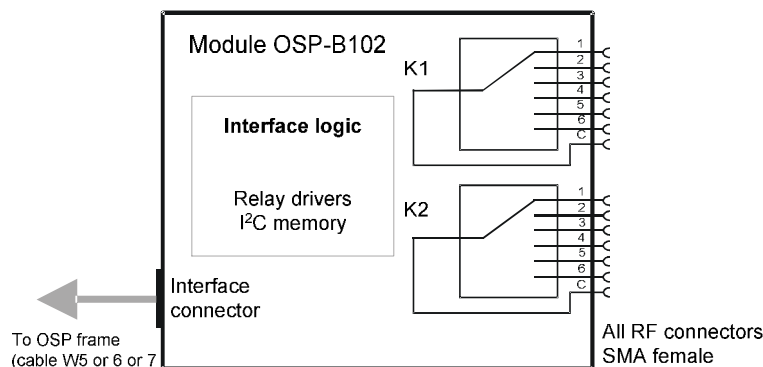 Module OSP-B102
K1
1
2
3
4
5
6
C
Interface logic
Relay drivers
I²C memory
K2
1
2
3
4
5
6
C
Interface
connector
To OSP frame
(cable W5 or 6 or 7
All RF connectors
SMA female